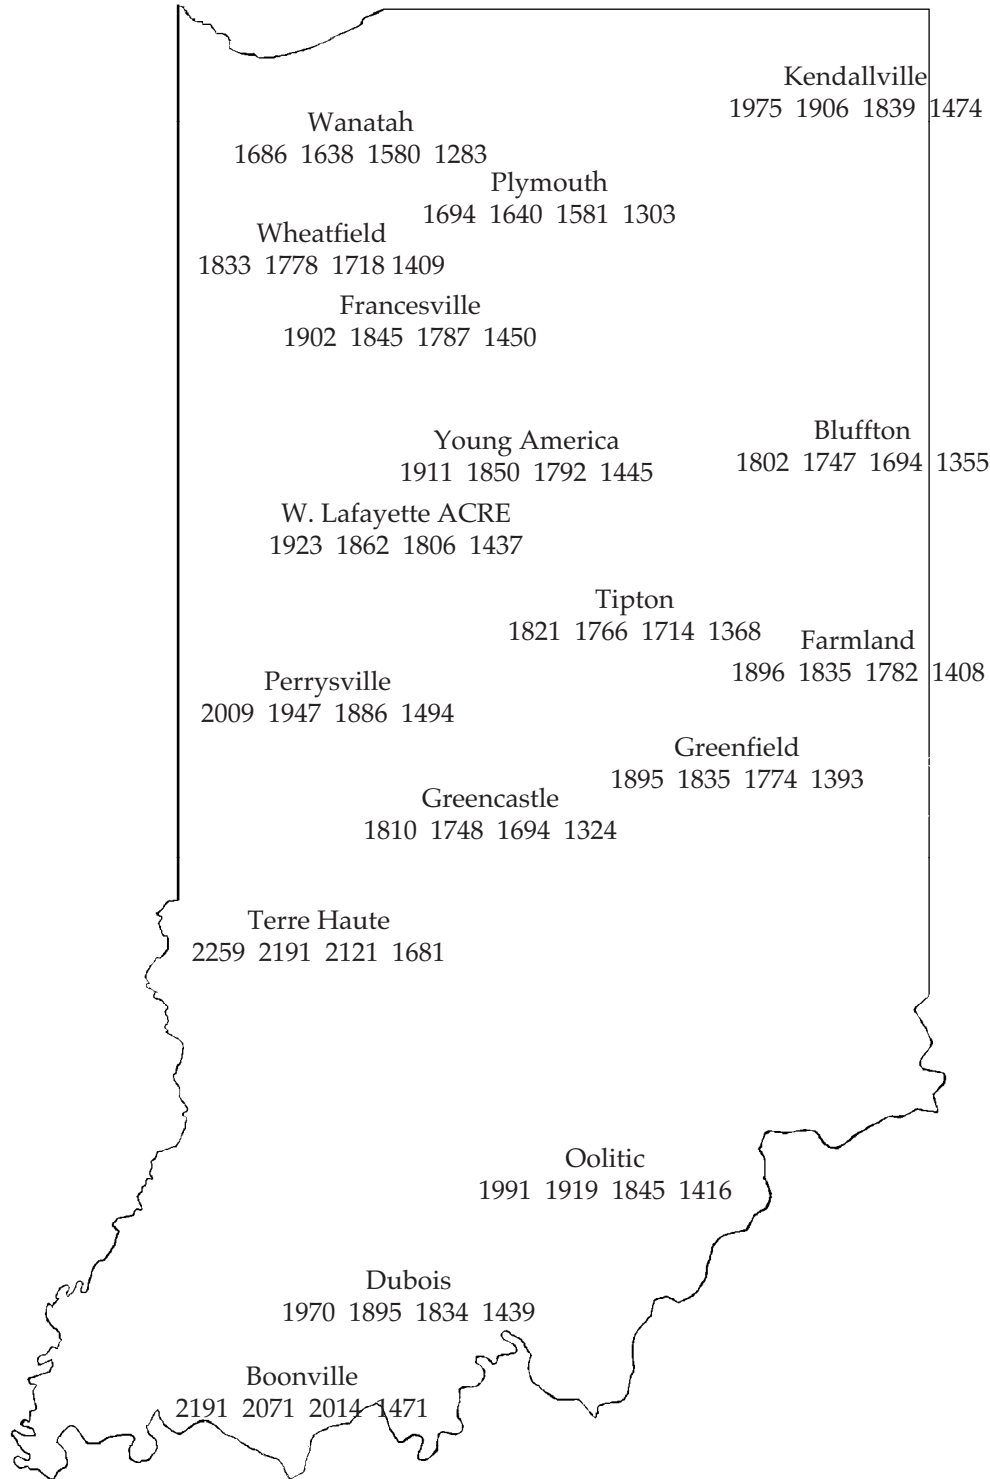 Kendallville
1975 1906 1839 1474
Wanatah
1686 1638 1580 1283
Plymouth
1694 1640 1581 1303
Wheatfield
1833 1778 1718 1409
Francesville
1902 1845 1787 1450
Bluffton
1802 1747 1694 1355
Young America
1911 1850 1792 1445
W. Lafayette ACRE
1923 1862 1806 1437
Tipton
1821 1766 1714 1368
Farmland
1896 1835 1782 1408
Perrysville
2009 1947 1886 1494
Greenfield
1895 1835 1774 1393
Greencastle
1810 1748 1694 1324
Terre Haute
2259 2191 2121 1681
Oolitic
1991 1919 1845 1416
Dubois
1970 1895 1834 1439
Boonville
2191 2071 2014 1471